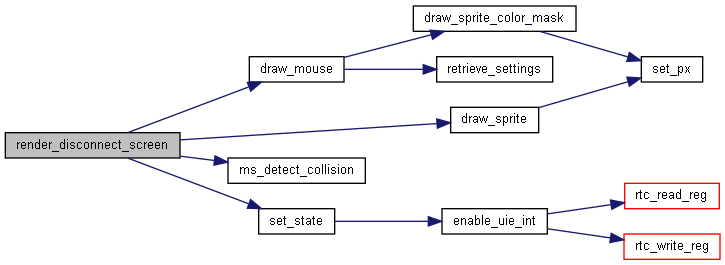 draw_sprite_color_mask
draw_mouse
retrieve_settings
set_px
draw_sprite
render_disconnect_screen
ms_detect_collision
rtc_read_reg
set_state
enable_uie_int
rtc_write_reg